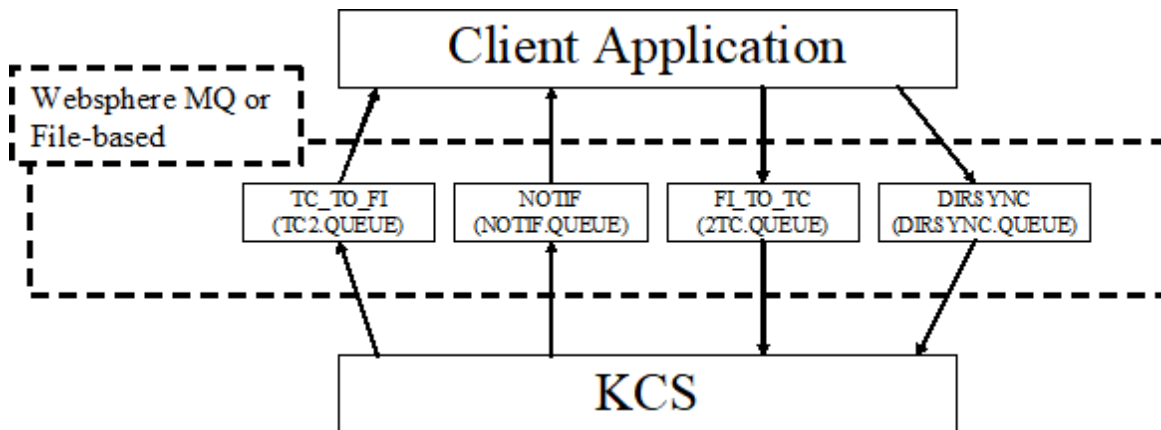 Client Application
Websphere MQ or
File-based
TC_TO_FI
(TC2.QUEUE)
NOTIF
(NOTIF.QUEUE)
FI_TO_TC
(2TC.QUEUE)
DIRSYNC
(DIRSYNC.QUEUE)
KCS